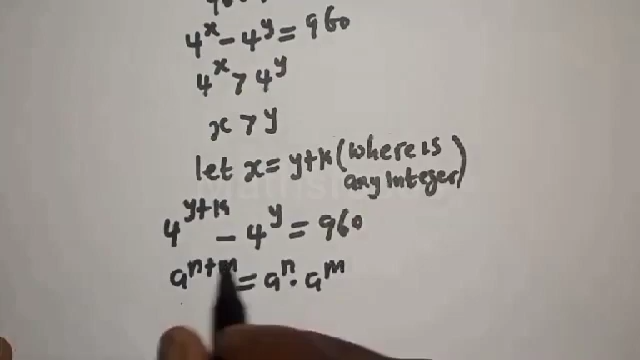 4^x - 4^y = 960
4^x > 4^y
x > y
let x = y+k (where is any integer)
4^{y+k} - 4^y = 960
a^{n+m} = a^n · a^m